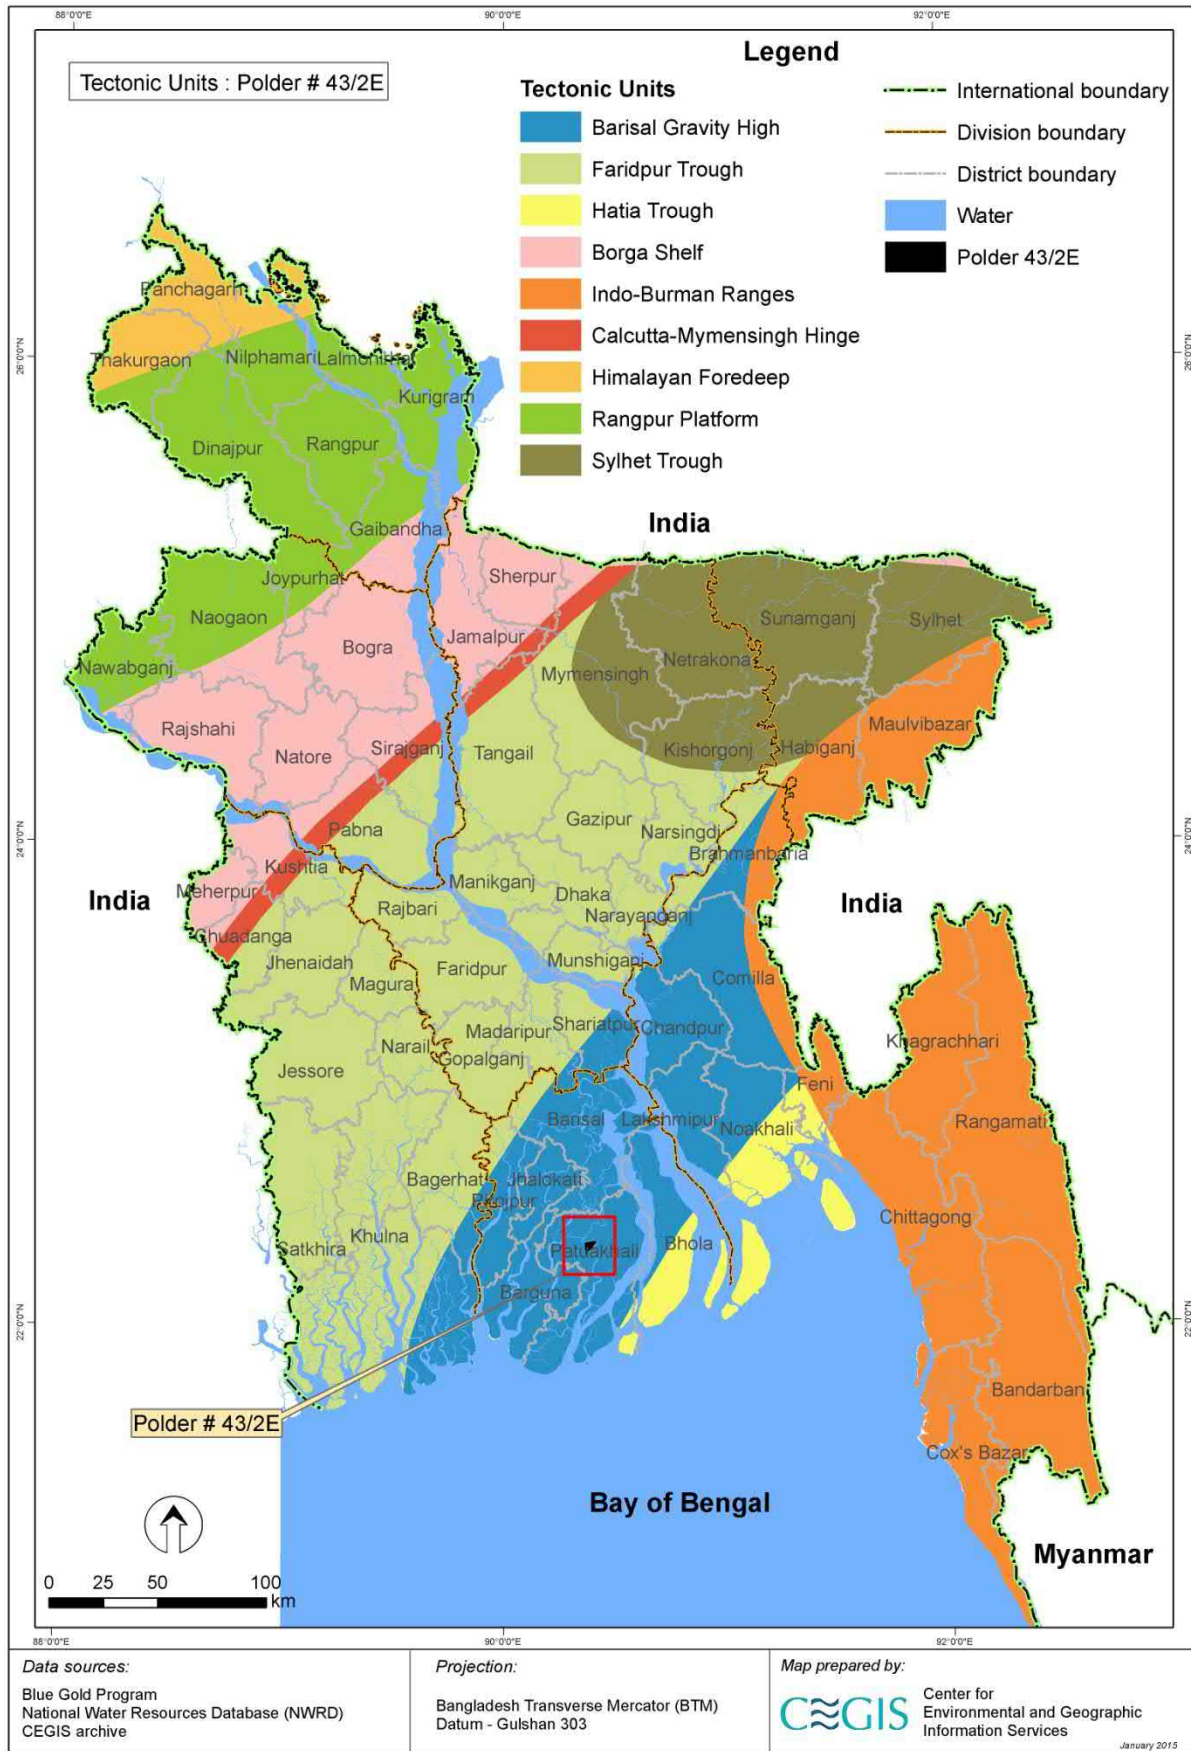 88°0'0"E
90°0'0"E
92°0'0"E
Tectonic Units : Polder # 43/2E
Legend
Tectonic Units
Barisal Gravity High
Faridpur Trough
Hatia Trough
Borga Shelf
Indo-Burman Ranges
Calcutta-Mymensingh Hinge
Himalayan Foredeep
Rangpur Platform
Sylhet Trough
International boundary
Division boundary
District boundary
Water
Polder 43/2E
26°0'0"N
26°0'0"N
Panchagarh
Thakurgaon
Nilphamari
Lalmonirhat
Kurigram
Dinajpur
Rangpur
Gaibandha
India
Joypurhat
Sherpur
Naogaon
Bogra
Jamalpur
Sunamganj
Sylhet
Nawabganj
Mymensingh
Netrakona
Rajshahi
Natore
Sirajganj
Tangail
Kishorgonj
Habiganj
Maulvibazar
24°0'0"N
24°0'0"N
Pabna
Gazipur
Narsingdi
Brahmanbaria
Kushtia
Meherpur
India
Manikganj
Dhaka
India
Rajbari
Narayanganj
Chuadanga
Jhenaidah
Faridpur
Munshiganj
Magura
Comilla
Madaripur
Shariatpur
Chandpur
Narail
Gopalganj
Khagrachhari
Jessore
Feni
Barisal
Lakshmipur
Noakhali
Rangamati
Bagerhat
Jhalokati
Pirojpur
Chittagong
Satkhira
Khulna
Patuakhali
Bhola
Barguna
22°0'0"N
22°0'0"N
Bandarban
Polder # 43/2E
Cox's Bazar
Bay of Bengal
Myanmar
0 25 50 100
km
88°0'0"E
90°0'0"E
92°0'0"E
Data sources:
Blue Gold Program
National Water Resources Database (NWRD)
CEGIS archive
Projection:
Bangladesh Transverse Mercator (BTM)
Datum - Gulshan 303
Map prepared by:
CEGIS
Center for
Environmental and Geographic
Information Services
January 2015